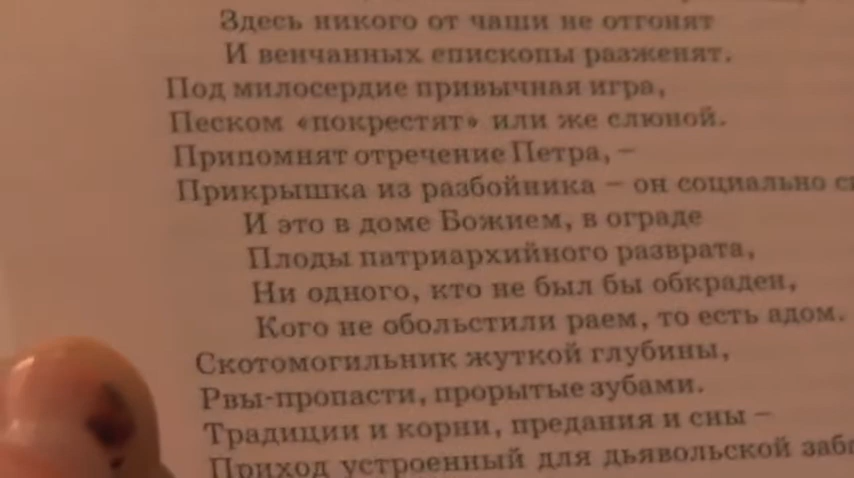 Здесь никого от чаши не отгонят
И венчанных епископы разженят.
Под милосердие привычная игра,
Песком «покрестят» или же слюной.
Припомнят отречение Петра, –
Прикрышка из разбойника – он социально
И это в доме Божием, в ограде
Плоды патриархийного разврата,
Ни одного, кто не был бы обкраден,
Кого не обольстили раем, то есть адом.
Скотомогильник жуткой глубины,
Рвы-пропасти, прорытые зубами.
Традиции и корни, предания и сны –
Приход устроенный для дьявольской